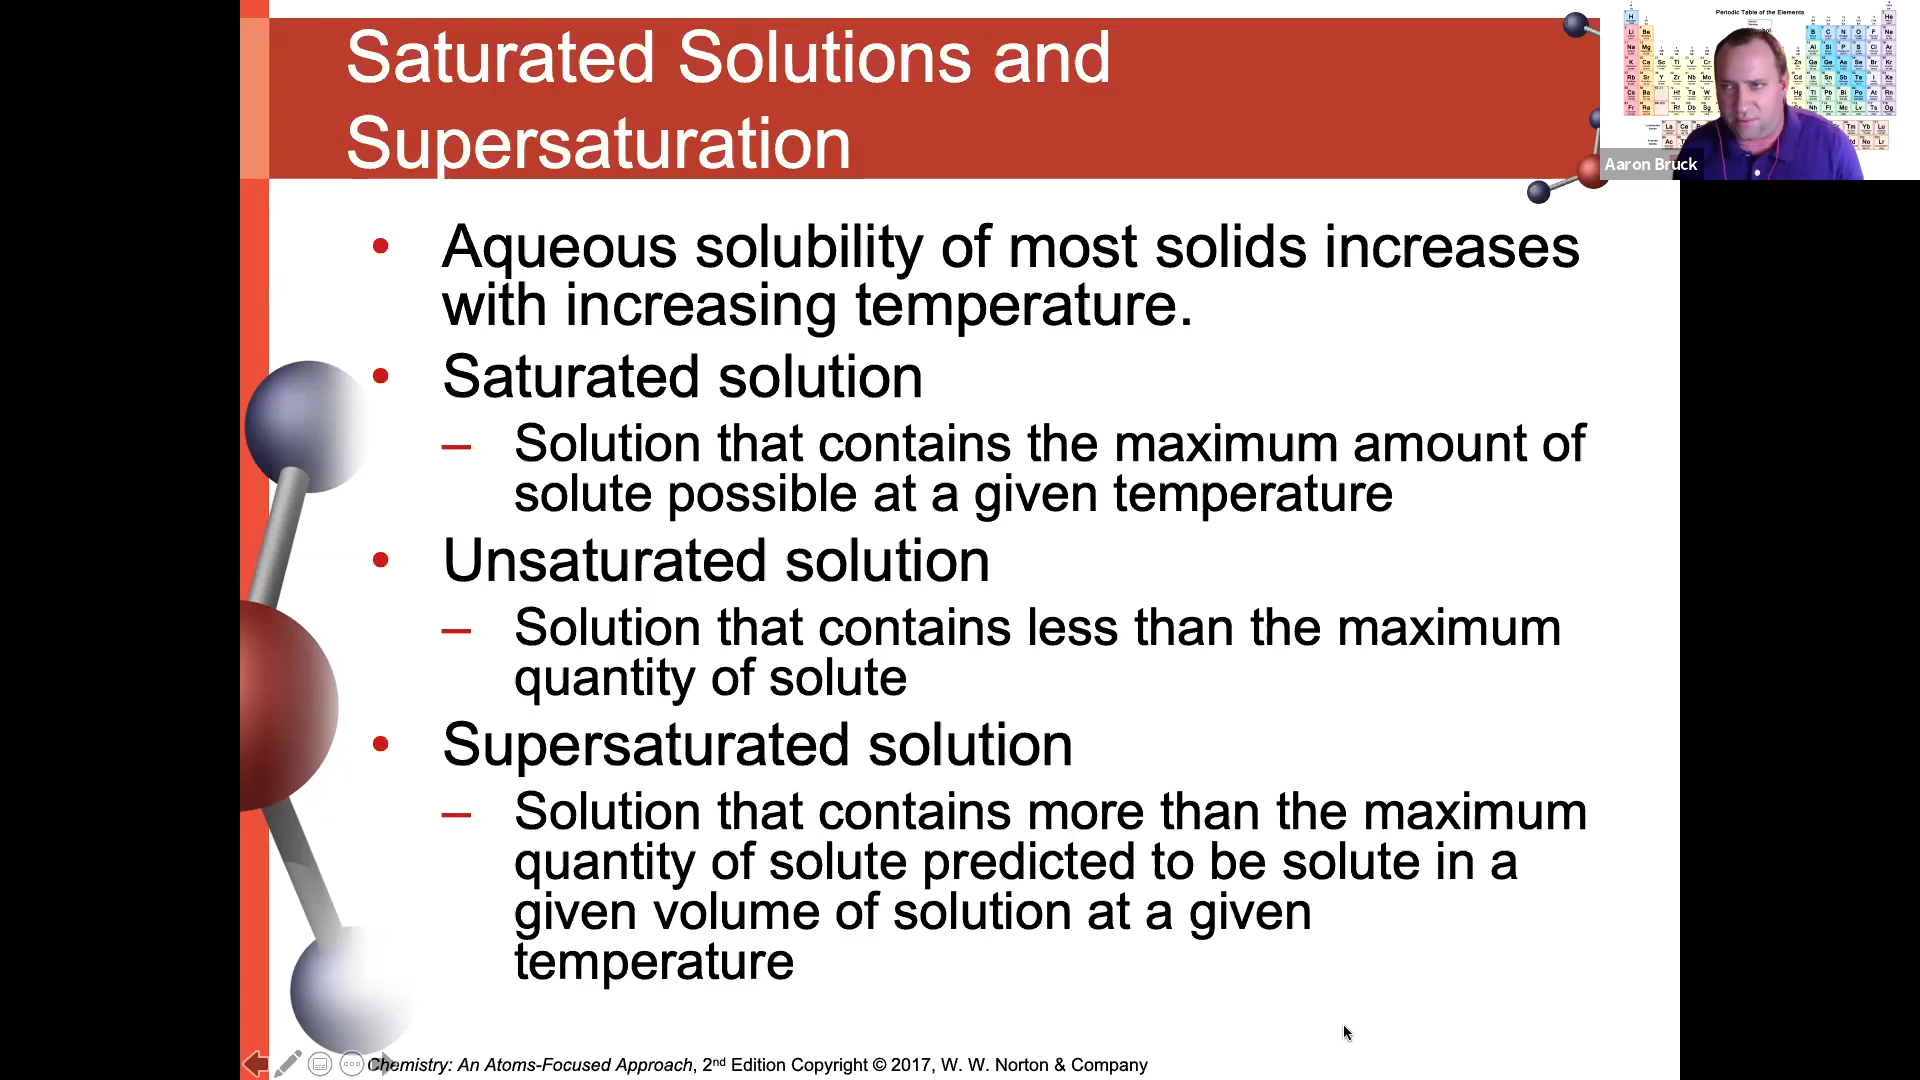 Saturated Solutions and
Supersaturation
Periodic Table of the Elements
Aaron Bruck
• Aqueous solubility of most solids increases
with increasing temperature.
• Saturated solution
– Solution that contains the maximum amount of
solute possible at a given temperature
• Unsaturated solution
– Solution that contains less than the maximum
quantity of solute
• Supersaturated solution
– Solution that contains more than the maximum
quantity of solute predicted to be solute in a
given volume of solution at a given
temperature
Chemistry: An Atoms-Focused Approach, 2nd Edition Copyright © 2017, W. W. Norton & Company